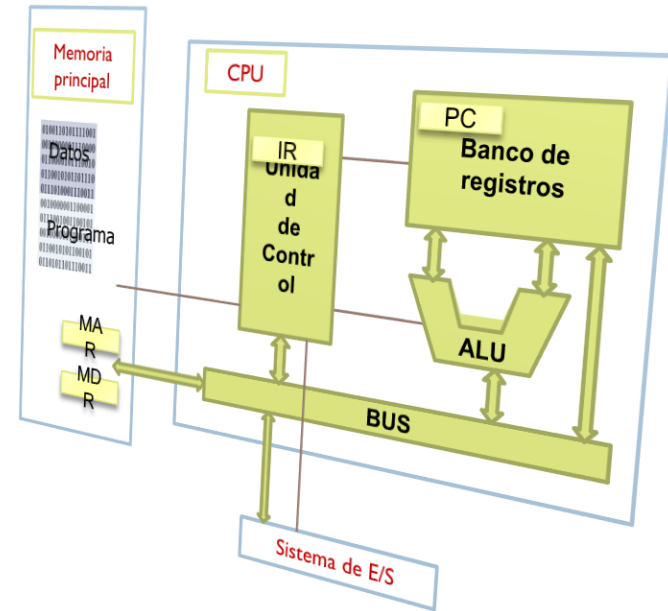 Memoria
principal
CPU
Datos
Programa
MA
R
MD
R
IR
Unida
d
de
Contr
ol
PC
Banco de
registros
ALU
BUS
Sistema de E/S